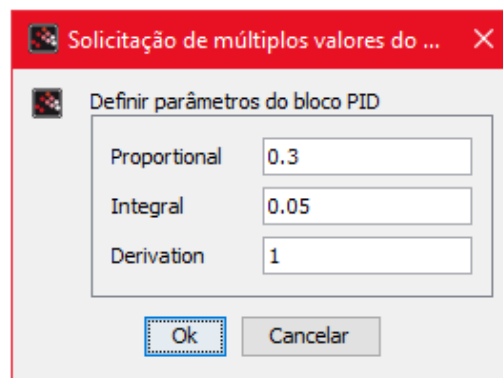 Solicitação de múltiplos valores do ...
Definir parâmetros do bloco PID
Proportional 0.3
Integral 0.05
Derivation 1
Ok Cancelar